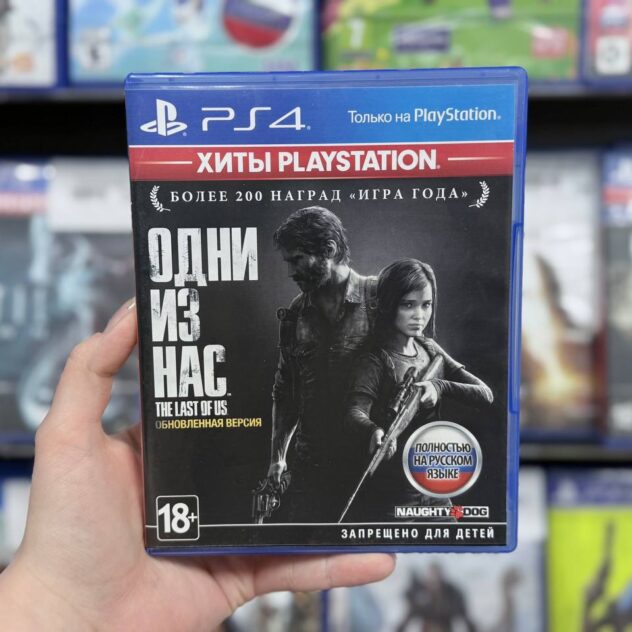 PS4 Только на PlayStation
ХИТЫ PLAYSTATION
БОЛЕЕ 200 НАГРАД «ИГРА ГОДА»
ОДНИ
ИЗ
НАС
THE LAST OF US
ОБНОВЛЕННАЯ ВЕРСИЯ
ПОЛНОСТЬЮ
НА РУССКОМ
ЯЗЫКЕ
18+
NAUGHTY DOG
ЗАПРЕЩЕНО ДЛЯ ДЕТЕЙ